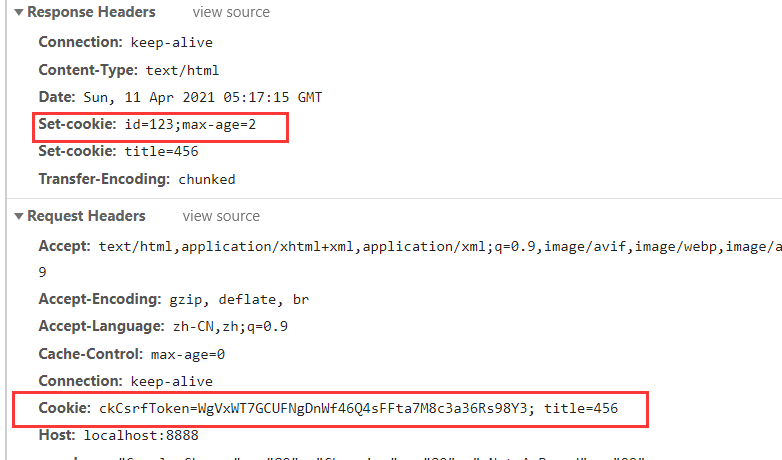 Response Headers view source
Connection: keep-alive
Content-Type: text/html
Date: Sun, 11 Apr 2021 05:17:15 GMT
Set-cookie: id=123;max-age=2
Set-cookie: title=456
Transfer-Encoding: chunked
Request Headers view source
Accept: text/html,application/xhtml+xml,application/xml;q=0.9,image/avif,image/webp,image/a
9
Accept-Encoding: gzip, deflate, br
Accept-Language: zh-CN,zh;q=0.9
Cache-Control: max-age=0
Connection: keep-alive
Cookie: ckCsrfToken=WgVxWT7GCUFNgDnWf46Q4sFFta7M8c3a36Rs98Y3; title=456
Host: localhost:8888